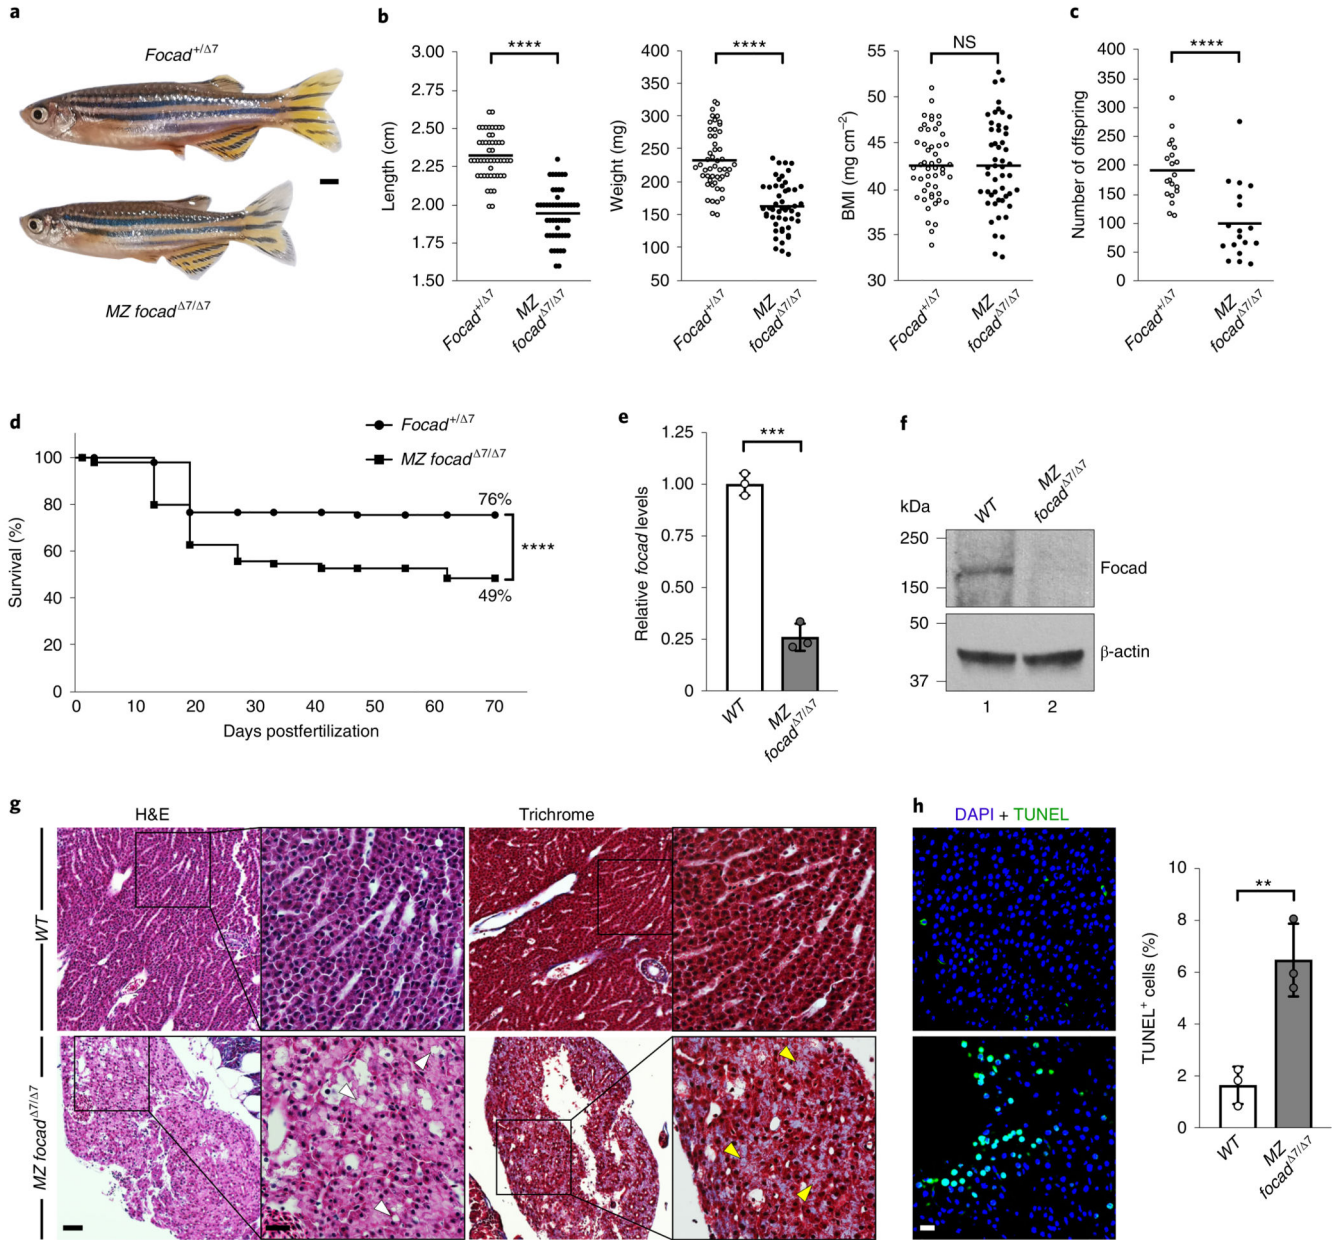 a
Focad+/Δ7
MZ focadΔ7/Δ7
b
Length (cm)
3.00
2.75
2.50
2.25
2.00
1.75
1.50
****
Focad+/Δ7
MZ
focadΔ7/Δ7
Weight (mg)
400
350
300
250
200
150
100
50
****
Focad+/Δ7
MZ
focadΔ7/Δ7
BMI (mg cm−2)
55
50
45
40
35
30
NS
Focad+/Δ7
MZ
focadΔ7/Δ7
c
Number of offspring
400
350
300
250
200
150
100
50
0
****
Focad+/Δ7
MZ
focadΔ7/Δ7
d
Focad+/Δ7
MZ focadΔ7/Δ7
Survival (%)
100
80
60
40
20
0
76%
49%
****
0 10 20 30 40 50 60 70
Days postfertilization
e
Relative focad levels
1.25
1.00
0.75
0.50
0.25
0
***
WT
MZ
focadΔ7/Δ7
f
kDa
WT
MZ
focadΔ7/Δ7
250
150
Focad
50
37
β-actin
1 2
g
H&E
Trichrome
WT
MZ focadΔ7/Δ7
h
DAPI + TUNEL
TUNEL+ cells (%)
10
8
6
4
2
0
**
WT
MZ
focadΔ7/Δ7